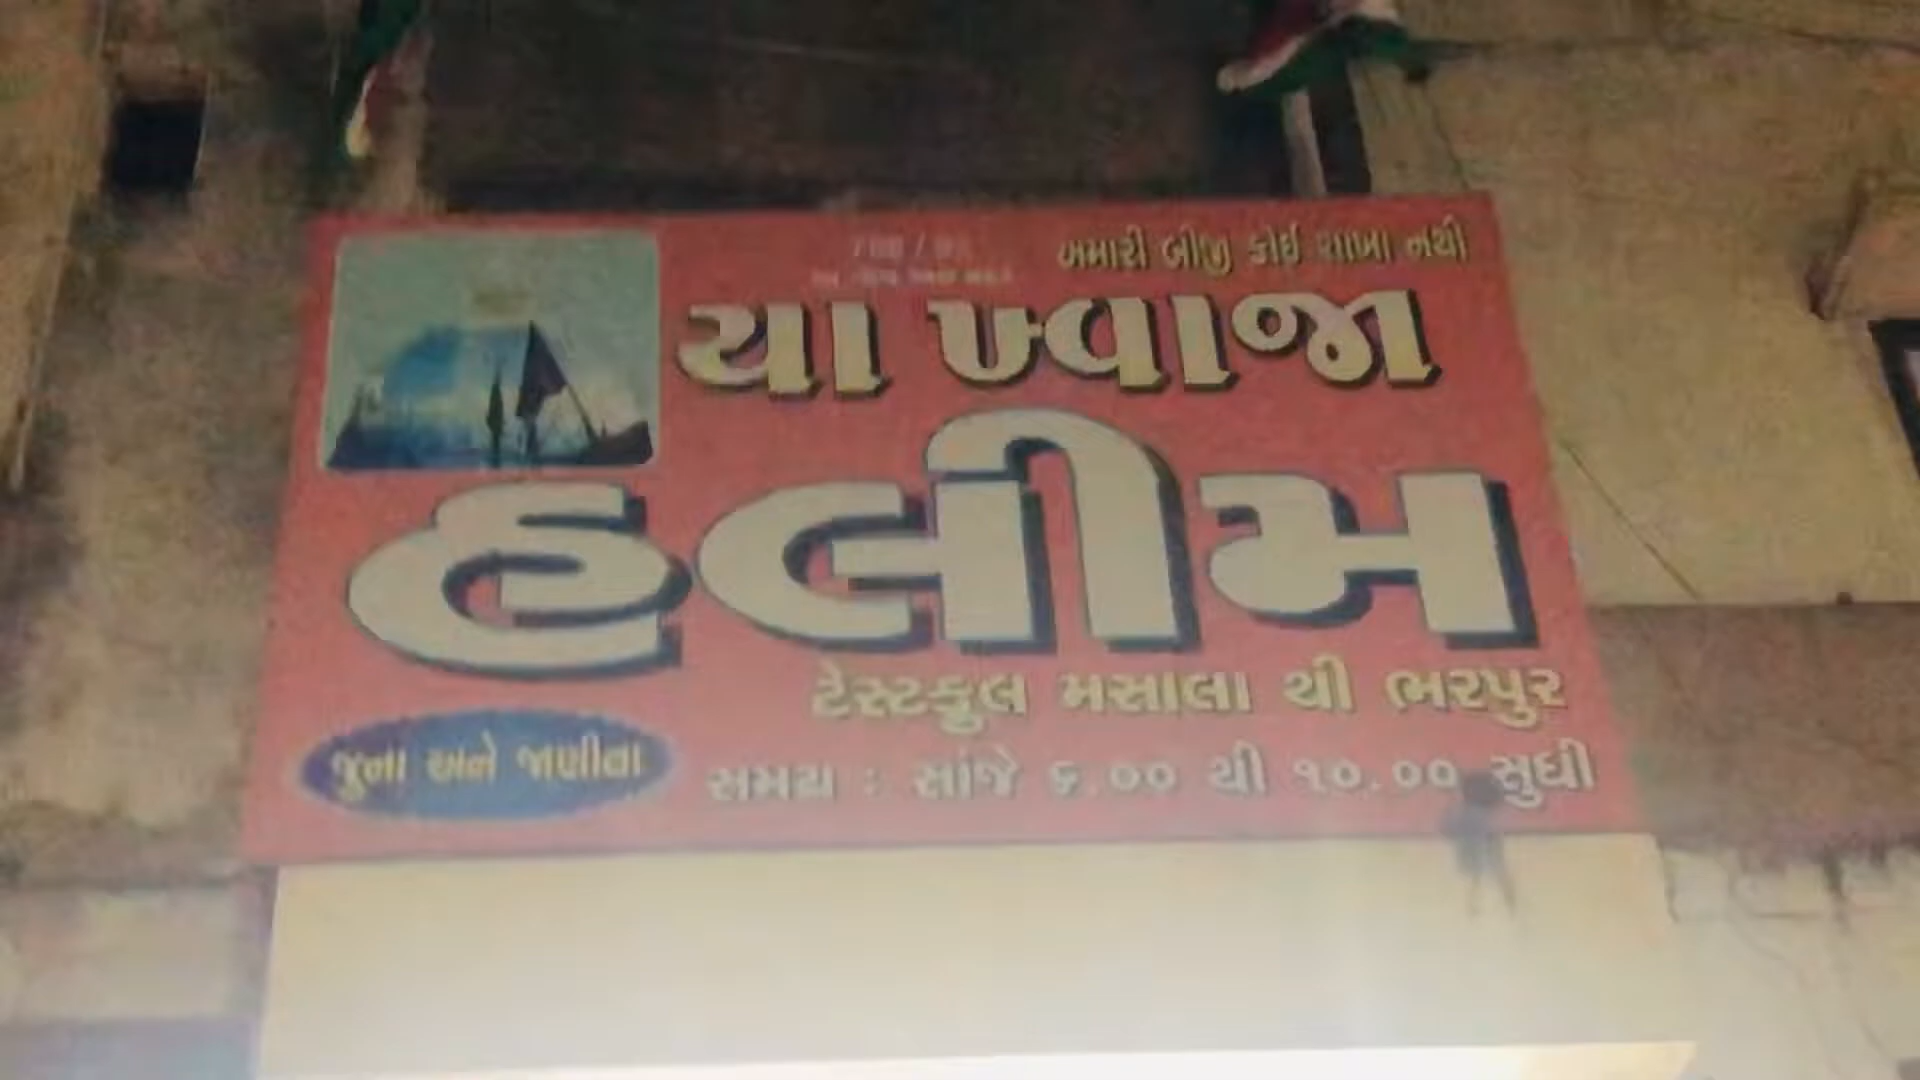 અમારી બીજી કોઇ શાખા નથી
યા ખ્વાજા
હલીમ
ટેસ્ટફુલ મસાલા થી ભરપુર
જુના અને જાણીતા
સમય : સાંજે ૬.૦૦ થી ૧૦.૦૦ સુધી